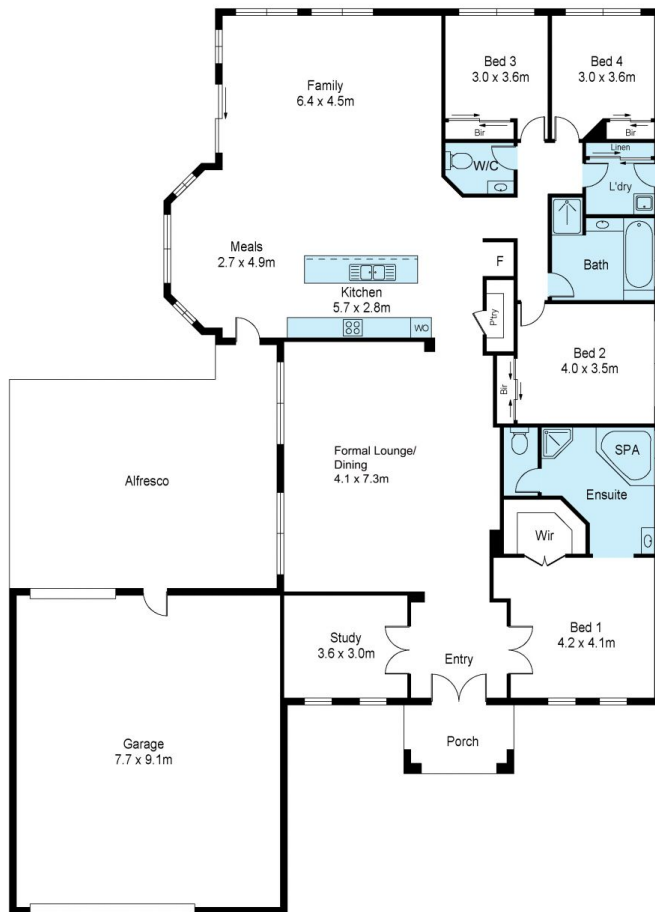 Bed 3
3.0 x 3.6m
Bed 4
3.0 x 3.6m
Family
6.4 x 4.5m
Bir
Bir
Linen
W/C
L'dry
Meals
2.7 x 4.9m
F
Bath
Kitchen
5.7 x 2.8m
P'try
WO
Bed 2
4.0 x 3.5m
Bir
Formal Lounge/
Dining
4.1 x 7.3m
SPA
Alfresco
Ensuite
Wir
Study
3.6 x 3.0m
Entry
Bed 1
4.2 x 4.1m
Porch
Garage
7.7 x 9.1m